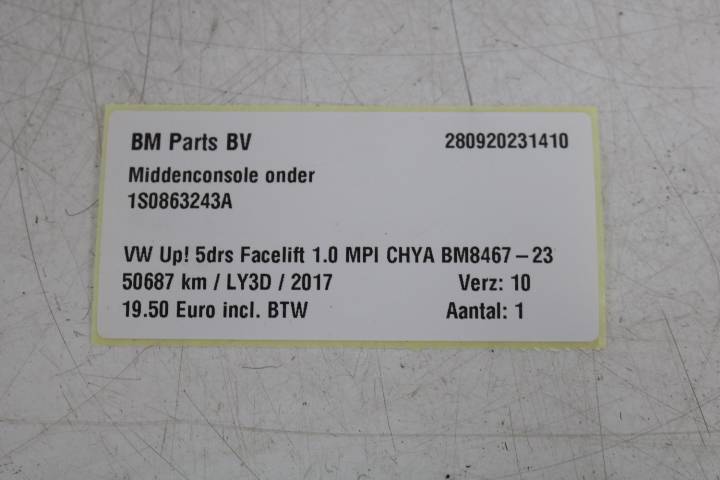 BM Parts BV 280920231410
Middenconsole onder
1S0863243A
VW Up! 5drs Facelift 1.0 MPI CHYA BM8467-23
50687 km / LY3D / 2017 Verz: 10
19.50 Euro incl. BTW Aantal: 1